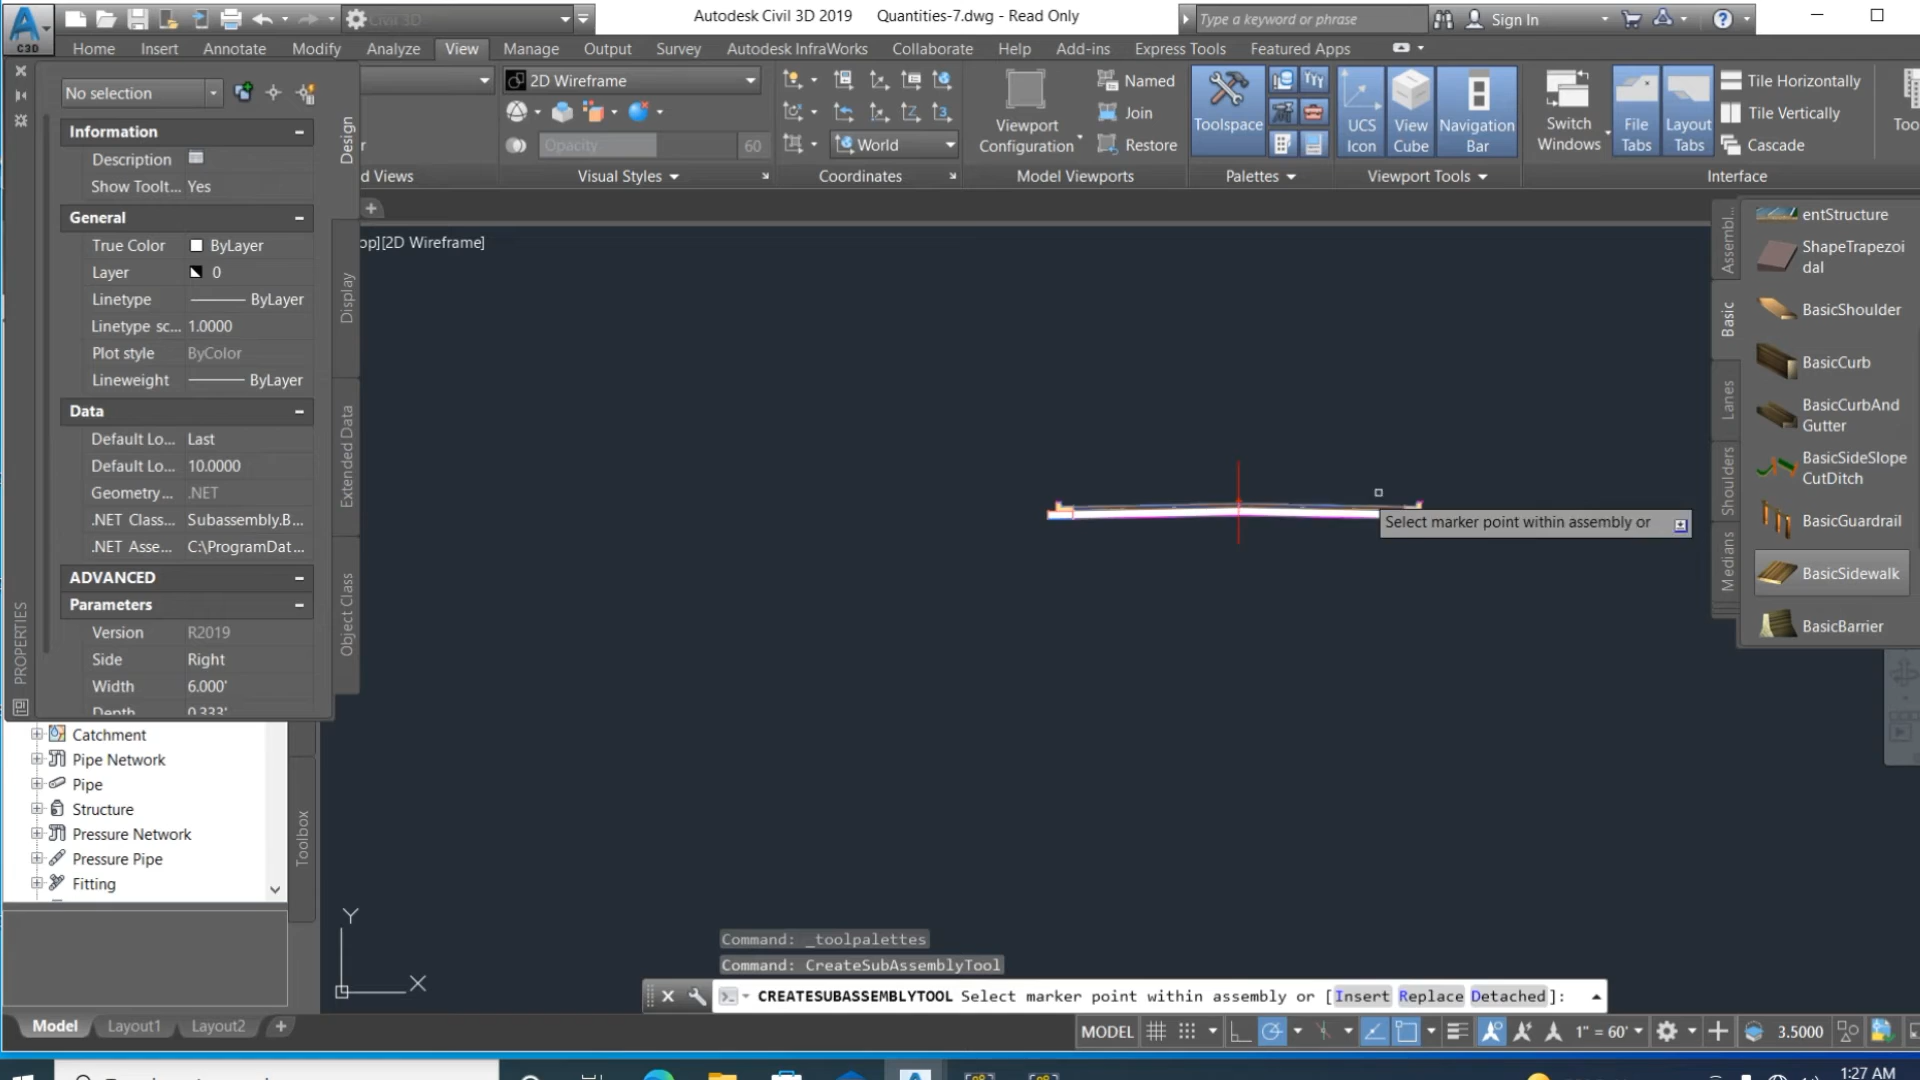 C3D
Civil 3D
Autodesk Civil 3D 2019 Quantities-7.dwg - Read Only
Type a keyword or phrase
Sign In
Home Insert Annotate Modify Analyze View Manage Output Survey Autodesk InfraWorks Collaborate Help Add-ins Express Tools Featured Apps
2D Wireframe
Opacity 60
World
d Views
Visual Styles
Coordinates
Viewport
Configuration
Named
Join
Restore
Model Viewports
Toolspace
Palettes
UCS
Icon
View
Cube
Navigation
Bar
Viewport Tools
Switch
Windows
File
Tabs
Layout
Tabs
Tile Horizontally
Tile Vertically
Cascade
Interface
No selection
Information
Description
Show Toolt... Yes
General
True Color ByLayer
Layer 0
Linetype ByLayer
Linetype sc... 1.0000
Plot style ByColor
Lineweight ByLayer
Data
Default Lo... Last
Default Lo... 10.0000
Geometry... .NET
.NET Class... Subassembly.B...
.NET Asse... C:\ProgramDat...
ADVANCED
Parameters
Version R2019
Side Right
Width 6.000'
Depth 0.333'
PROPERTIES
Design
Display
Extended Data
Object Class
op][2D Wireframe]
Select marker point within assembly or
Assembl...
Basic
Lanes
Shoulders
Medians
entStructure
ShapeTrapezoi
dal
BasicShoulder
BasicCurb
BasicCurbAnd
Gutter
BasicSideSlope
CutDitch
BasicGuardrail
BasicSidewalk
BasicBarrier
Catchment
Pipe Network
Pipe
Structure
Pressure Network
Pressure Pipe
Fitting
Toolbox
Y
X
Command: _toolpalettes
Command: CreateSubAssemblyTool
CREATESUBASSEMBLYTOOL Select marker point within assembly or [Insert Replace Detached]:
Model Layout1 Layout2
MODEL 1" = 60' 3.5000
1:27 AM